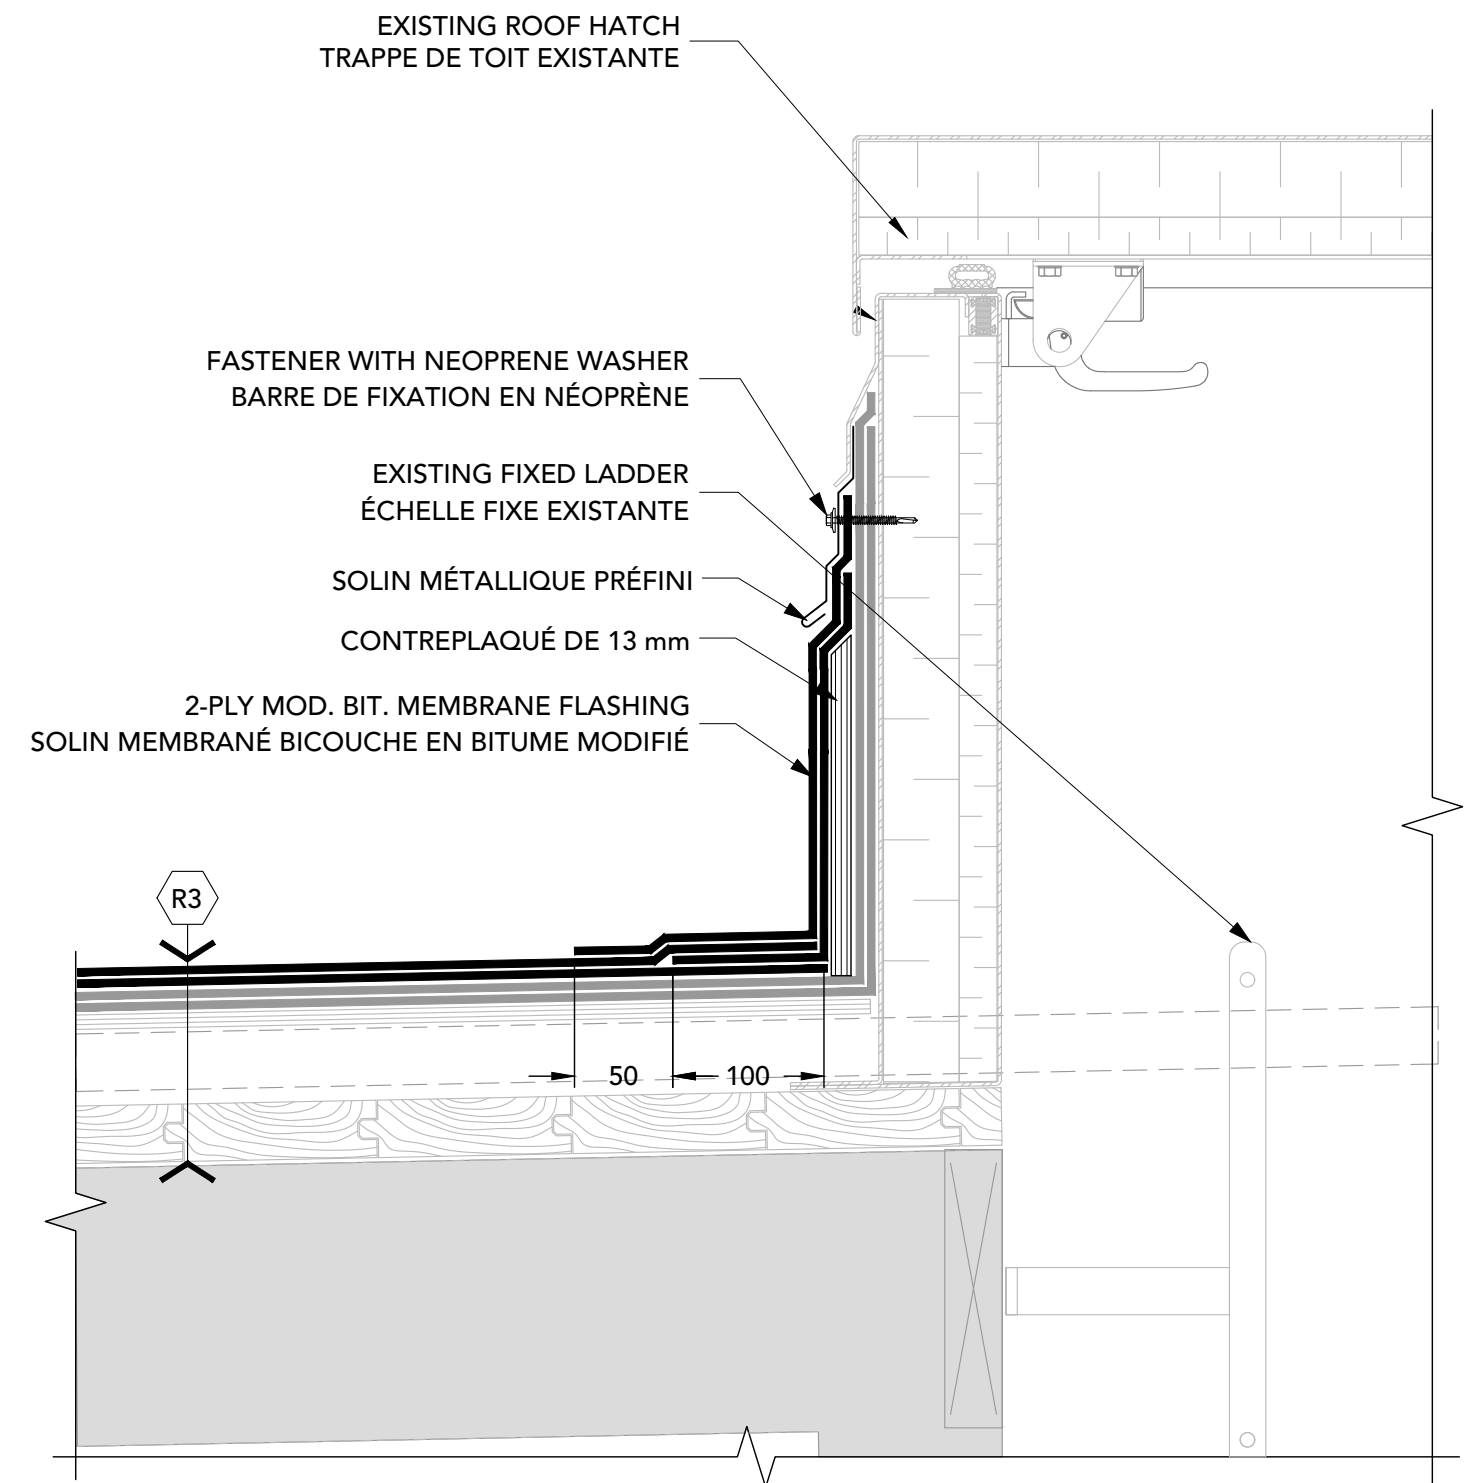 EXISTING ROOF HATCH
TRAPPE DE TOIT EXISTANTE
FASTENER WITH NEOPRENE WASHER
BARRE DE FIXATION EN NÉOPRÈNE
EXISTING FIXED LADDER
ÉCHELLE FIXE EXISTANTE
SOLIN MÉTALLIQUE PRÉFINI
CONTREPLAQUÉ DE 13 mm
2-PLY MOD. BIT. MEMBRANE FLASHING
SOLIN MEMBRANÉ BICOUCHE EN BITUME MODIFIÉ
R3
50
100